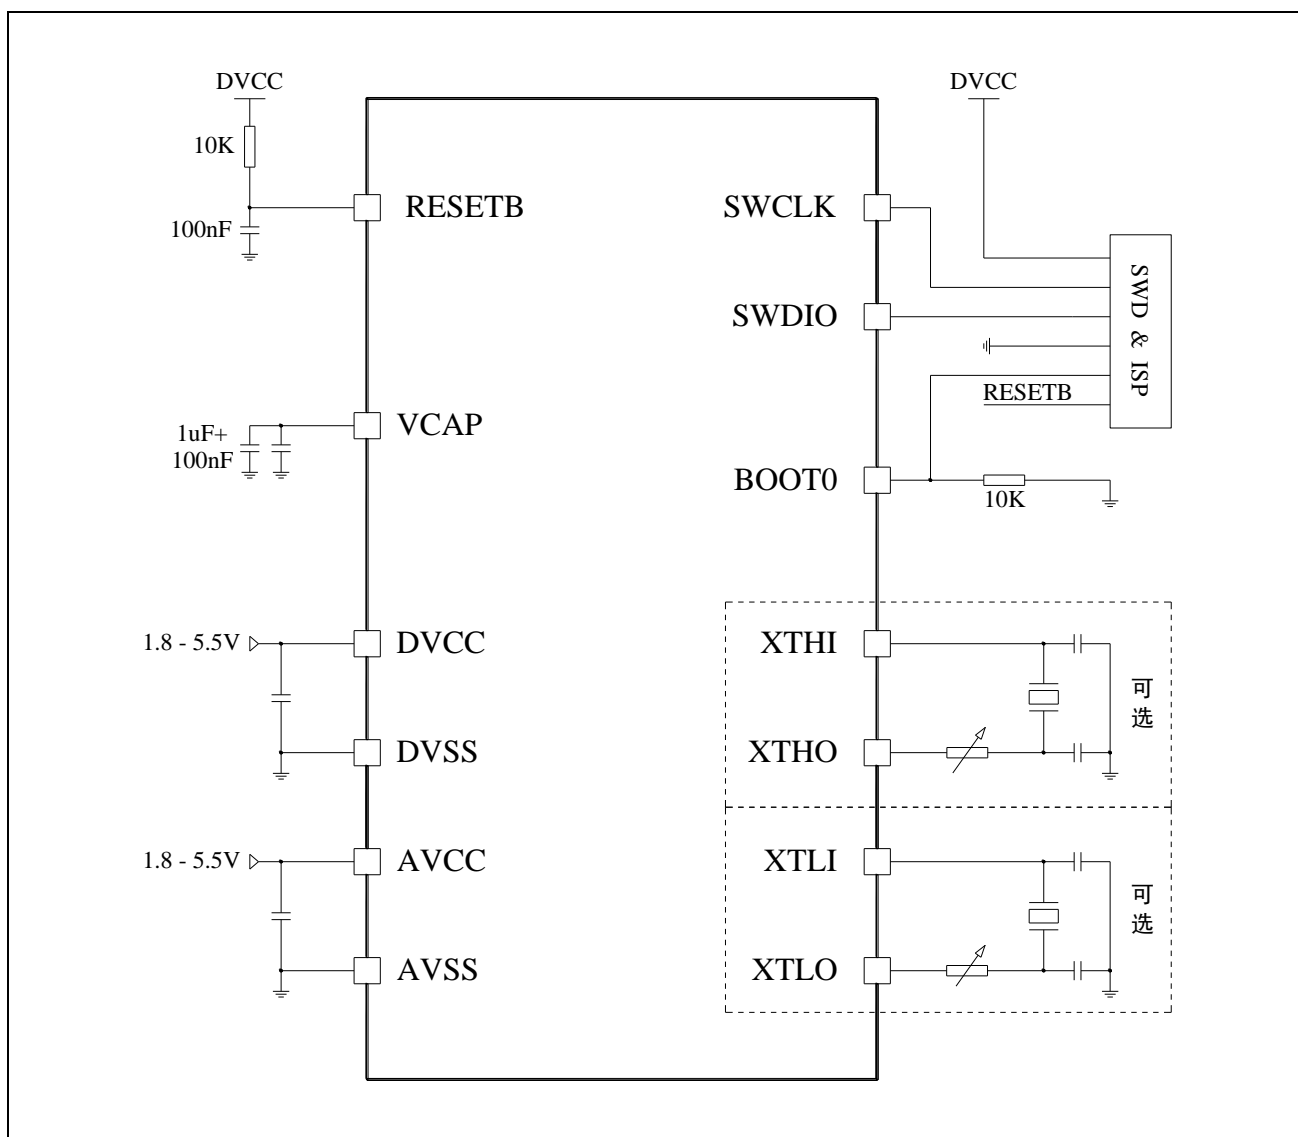 DVCC
10K
100nF
RESETB
1uF+
100nF
VCAP
1.8 - 5.5V
DVCC
DVSS
1.8 - 5.5V
AVCC
AVSS
DVCC
SWCLK
SWDIO
SWD & ISP
RESETB
BOOT0
10K
XTHI
XTHO
可选
XTLI
XTLO
可选